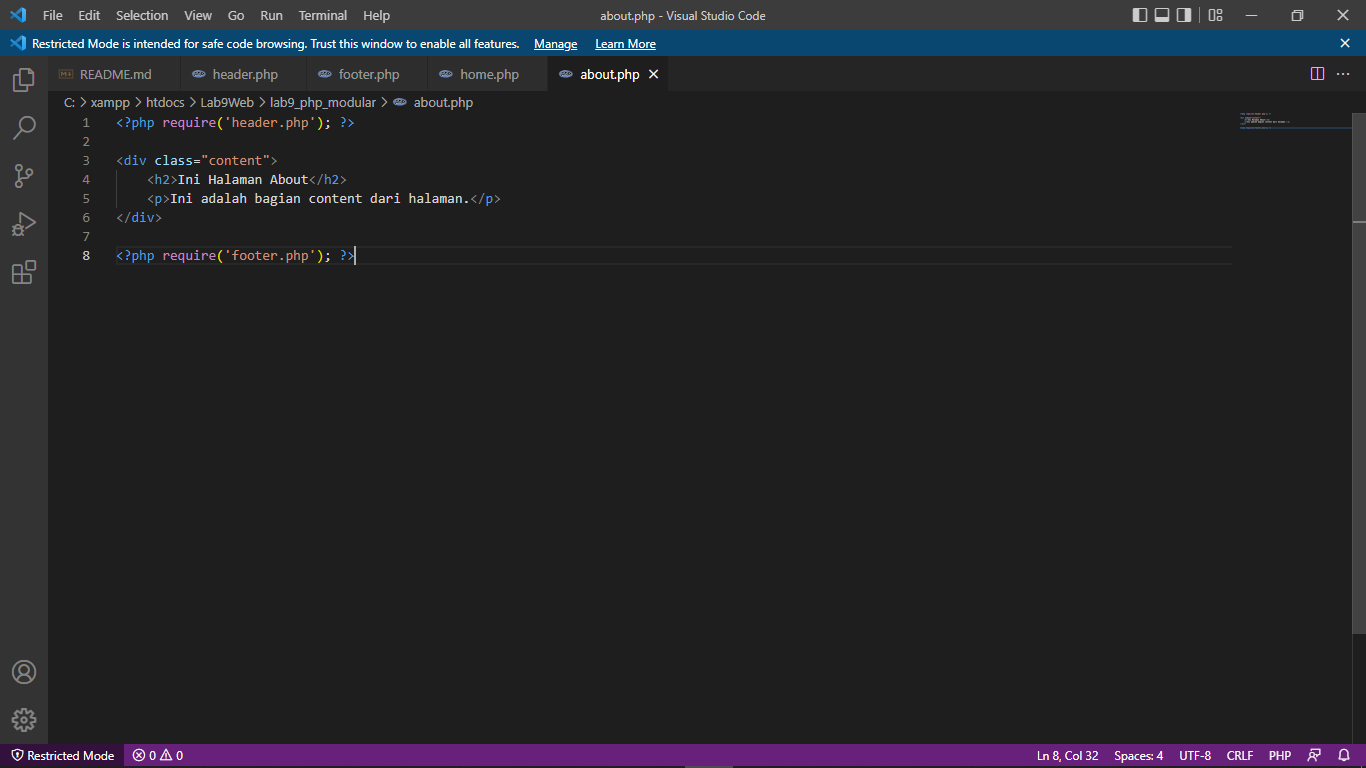 File Edit Selection View Go Run Terminal Help about.php - Visual Studio Code
Restricted Mode is intended for safe code browsing. Trust this window to enable all features. Manage Learn More
README.md header.php footer.php home.php about.php
C: > xampp > htdocs > Lab9Web > lab9_php_modular > about.php
1 <?php require('header.php'); ?>
2
3 <div class="content">
4     <h2>Ini Halaman About</h2>
5     <p>Ini adalah bagian content dari halaman.</p>
6 </div>
7
8 <?php require('footer.php'); ?>
Restricted Mode 0 0 Ln 8, Col 32 Spaces: 4 UTF-8 CRLF PHP